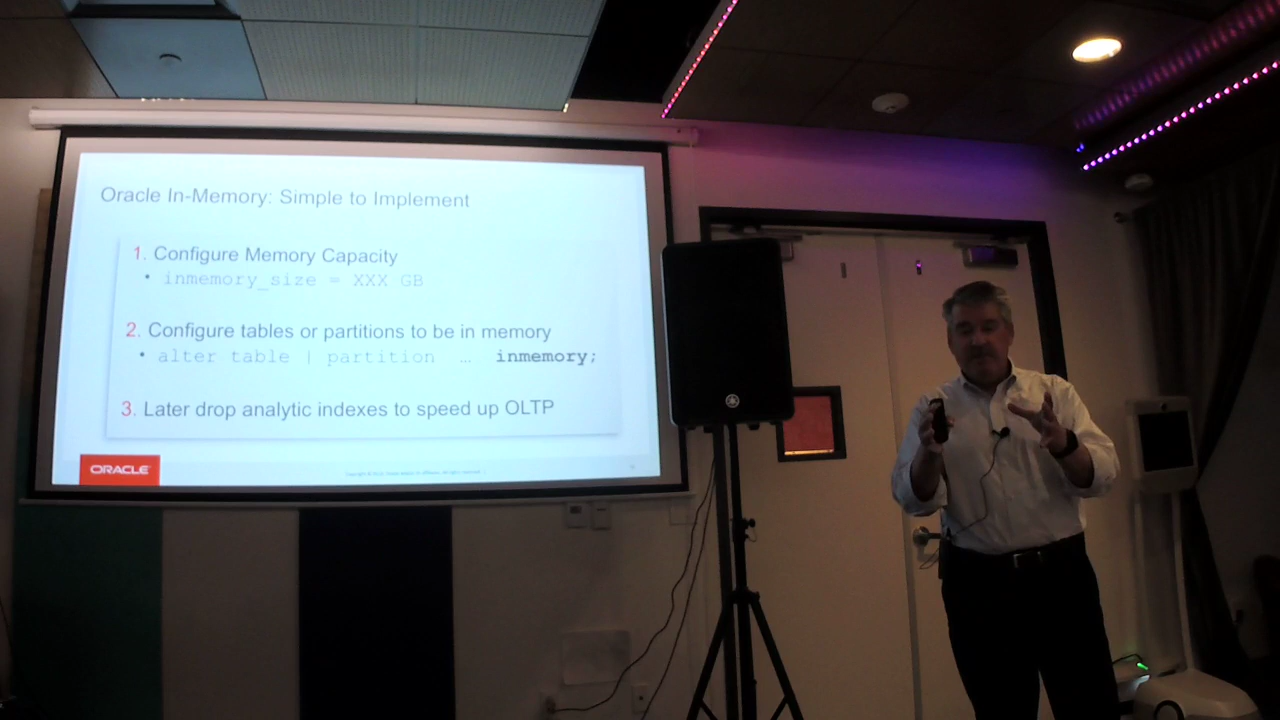 Oracle In-Memory: Simple to Implement
1. Configure Memory Capacity
• inmemory_size = XXX GB
2. Configure tables or partitions to be in memory
• alter table | partition … inmemory;
3. Later drop analytic indexes to speed up OLTP
ORACLE